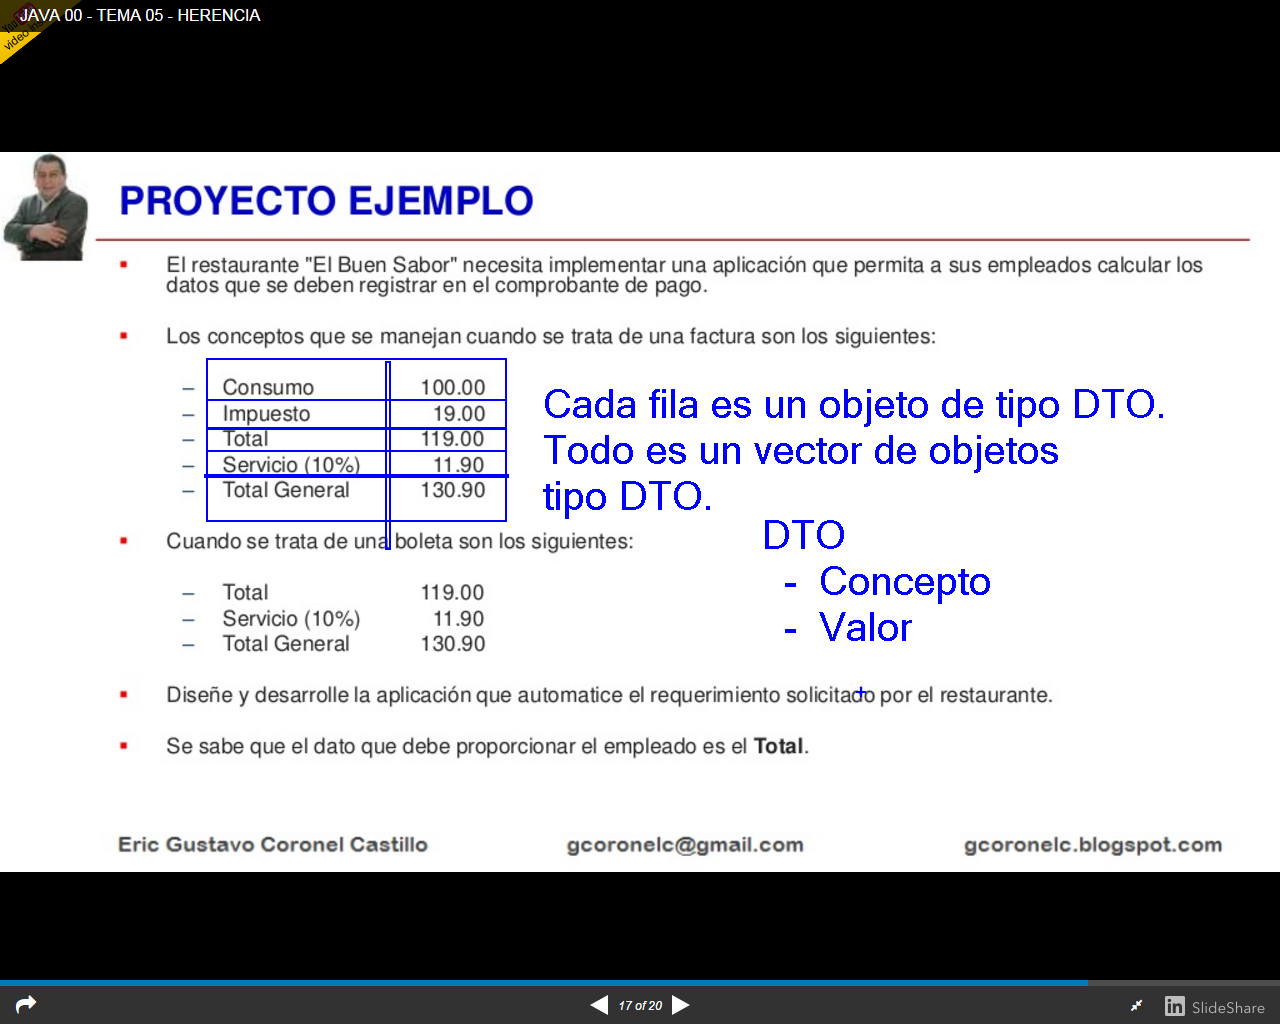 JAVA 00 - TEMA 05 - HERENCIA
PROYECTO EJEMPLO
El restaurante "El Buen Sabor" necesita implementar una aplicación que permita a sus empleados calcular los
datos que se deben registrar en el comprobante de pago.
Los conceptos que se manejan cuando se trata de una factura son los siguientes:
– Consumo 100.00
– Impuesto 19.00
– Total 119.00
– Servicio (10%) 11.90
– Total General 130.90
Cada fila es un objeto de tipo DTO.
Todo es un vector de objetos
tipo DTO.
DTO
- Concepto
- Valor
Cuando se trata de una boleta son los siguientes:
– Total 119.00
– Servicio (10%) 11.90
– Total General 130.90
Diseñe y desarrolle la aplicación que automatice el requerimiento solicitado por el restaurante.
Se sabe que el dato que debe proporcionar el empleado es el Total.
Eric Gustavo Coronel Castillo gcoronelc@gmail.com gcoronelc.blogspot.com
17 of 20
in SlideShare